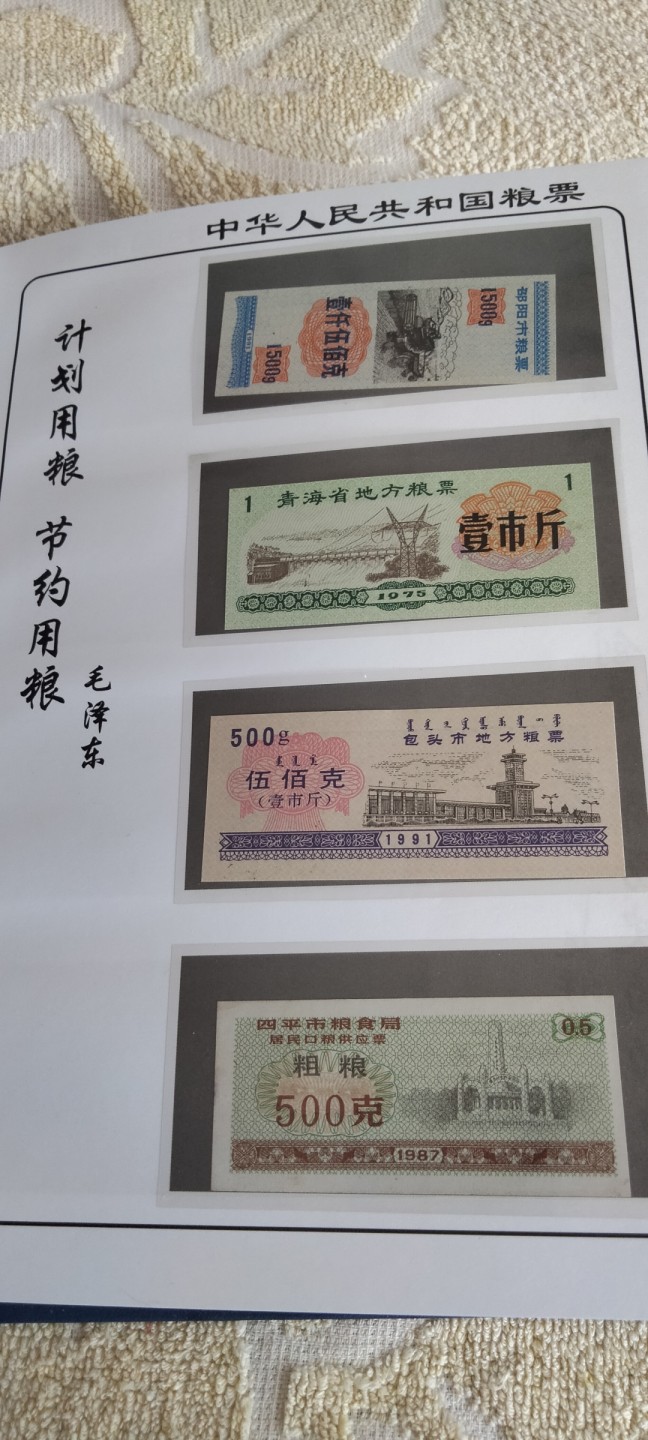 中华人民共和国粮票
计划用粮 节约用粮
毛泽东
邵阳市粮票
1500g
壹仟伍佰克
1500g
1 青海省地方粮票 1
壹市斤
1975
500g
包头市地方粮票
伍佰克
(壹市斤)
1991
四平市粮食局
居民口粮供应票
0.5
粗粮
500克
1987